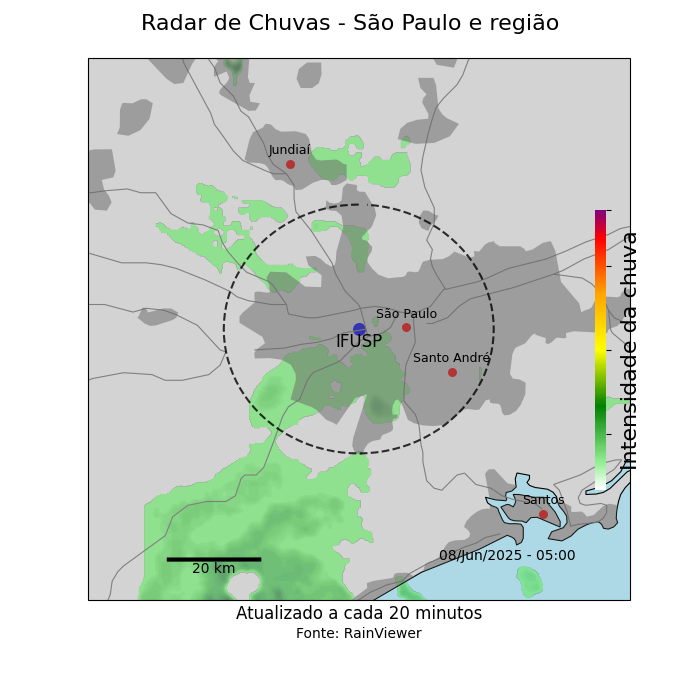 Radar de Chuvas - São Paulo e região
Jundiaí
São Paulo
IFUSP
Santo André
Intensidade da chuva
Santos
08/Jun/2025 - 05:00
20 km
Atualizado a cada 20 minutos
Fonte: RainViewer